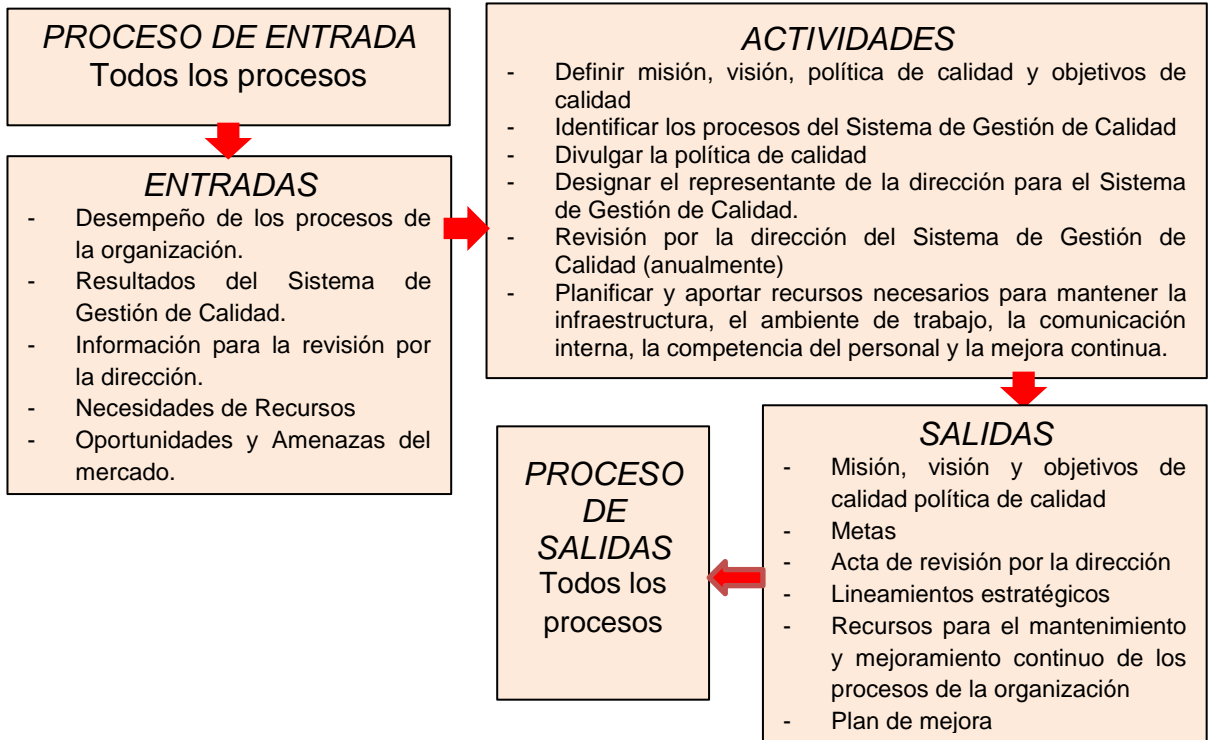 PROCESO DE ENTRADA
Todos los procesos
ENTRADAS
- Desempeño de los procesos de
la organización.
- Resultados del Sistema de
Gestión de Calidad.
- Información para la revisión por
la dirección.
- Necesidades de Recursos
- Oportunidades y Amenazas del
mercado.
ACTIVIDADES
- Definir misión, visión, política de calidad y objetivos de
calidad
- Identificar los procesos del Sistema de Gestión de Calidad
- Divulgar la política de calidad
- Designar el representante de la dirección para el Sistema
de Gestión de Calidad.
- Revisión por la dirección del Sistema de Gestión de
Calidad (anualmente)
- Planificar y aportar recursos necesarios para mantener la
infraestructura, el ambiente de trabajo, la comunicación
interna, la competencia del personal y la mejora continua.
SALIDAS
- Misión, visión y objetivos de
calidad política de calidad
- Metas
- Acta de revisión por la dirección
- Lineamientos estratégicos
- Recursos para el mantenimiento
y mejoramiento continuo de los
procesos de la organización
- Plan de mejora
PROCESO
DE
SALIDAS
Todos los
procesos